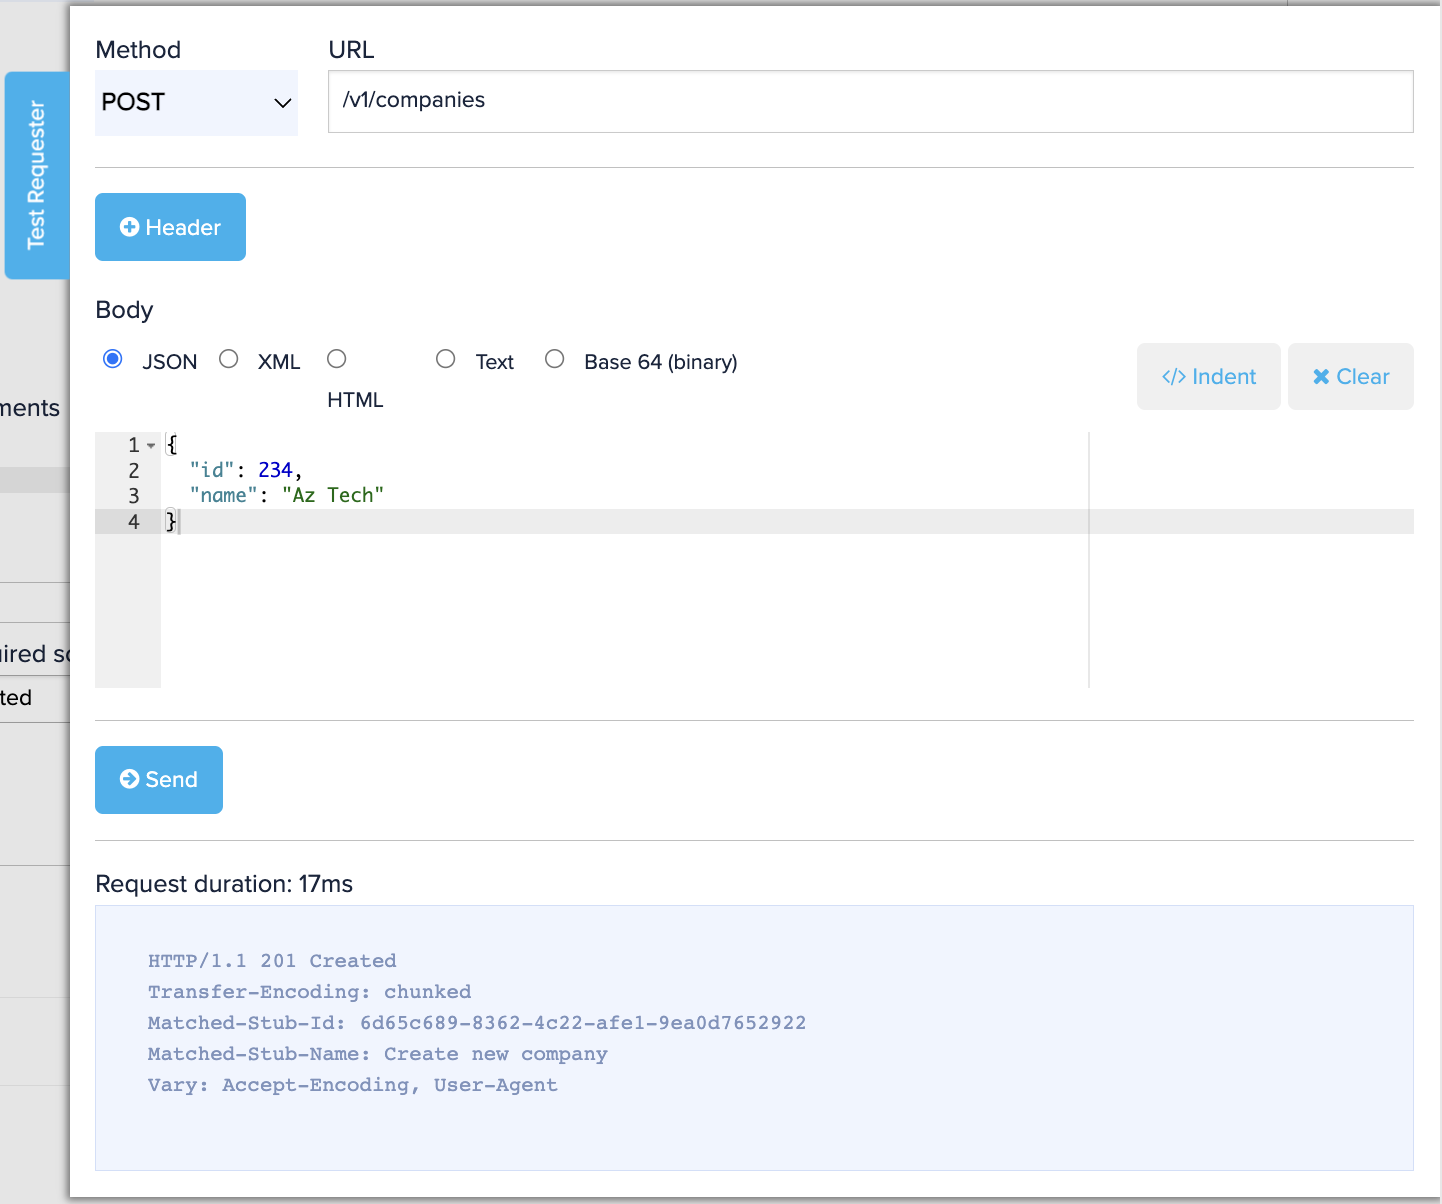 Method URL
POST /v1/companies
Test Requester
Header
Body
JSON XML HTML Text Base 64 (binary)
</> Indent Clear
ments
1 {
2 "id": 234,
3 "name": "Az Tech"
4 }
ted
Send
Request duration: 17ms
HTTP/1.1 201 Created
Transfer-Encoding: chunked
Matched-Stub-Id: 6d65c689-8362-4c22-afe1-9ea0d7652922
Matched-Stub-Name: Create new company
Vary: Accept-Encoding, User-Agent